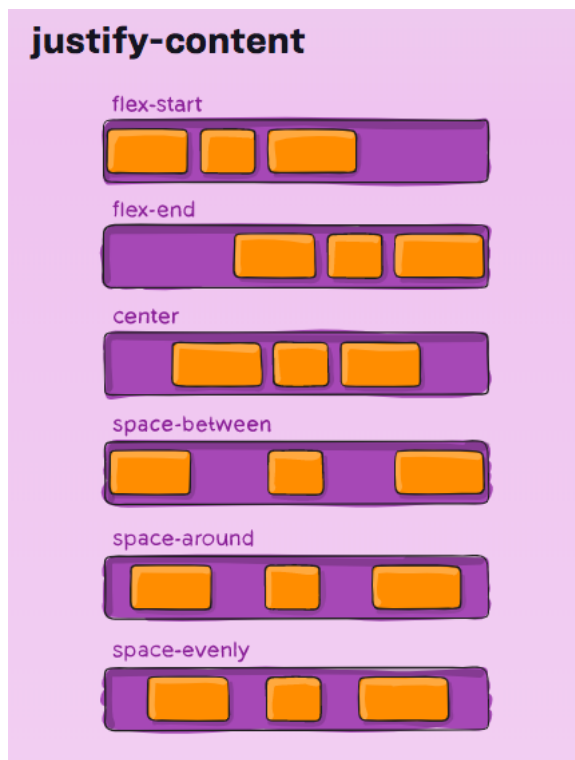 justify-content
flex-start
flex-end
center
space-between
space-around
space-evenly